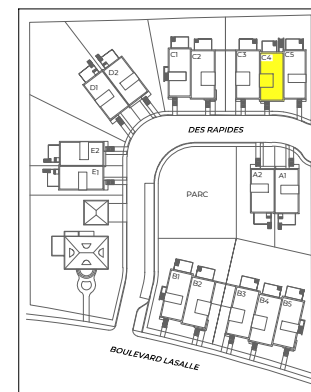 C1 C2 C3 C4 C5
D1 D2
DES RAPIDES
E2
E1
A2 A1
PARC
B1 B2 B3 B4 B5
BOULEVARD LASALLE